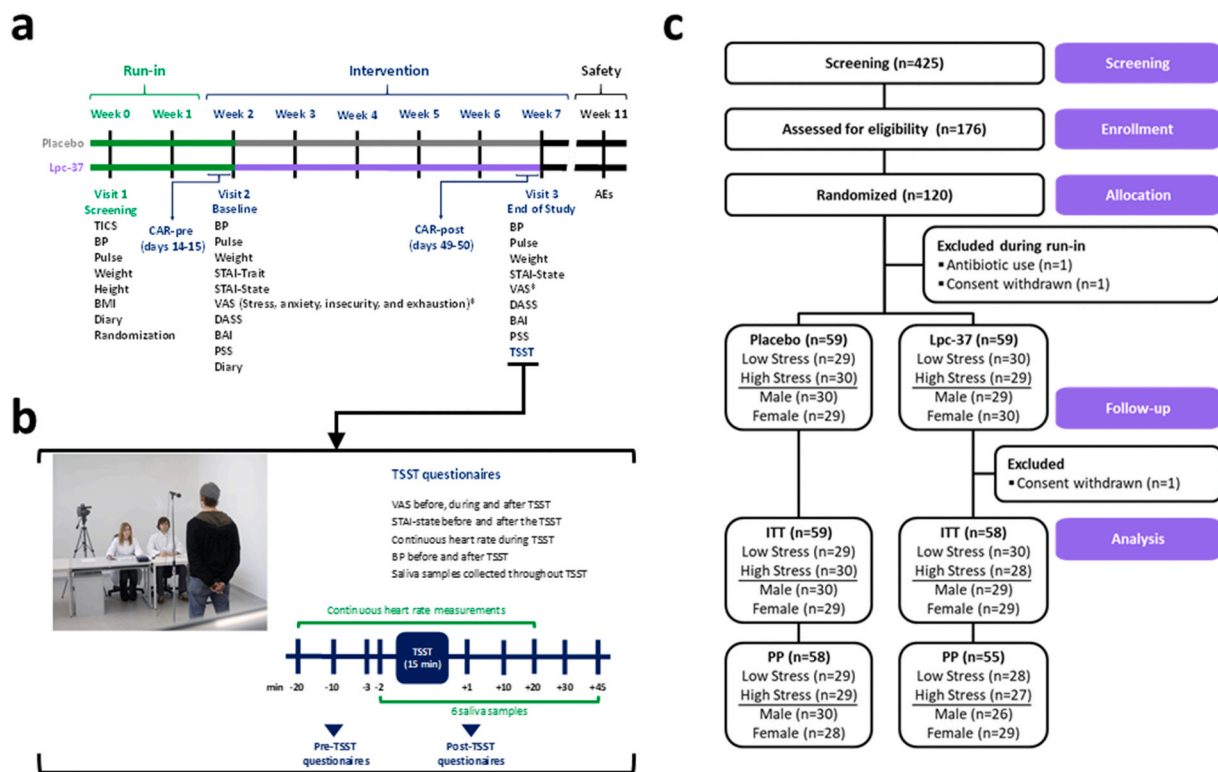 a
Run-in
Intervention
Safety
Week 0
Week 1
Week 2
Week 3
Week 4
Week 5
Week 6
Week 7
Week 11
Placebo
Lpc-37
Visit 1
Screening
TICS
BP
Pulse
Weight
Height
BMI
Diary
Randomization
CAR-pre
(days 14-15)
Visit 2
Baseline
BP
Pulse
Weight
STAI-Trait
STAI-State
VAS (Stress, anxiety, insecurity, and exhaustion)
DASS
BAI
PSS
Diary
CAR-post
(days 49-50)
Visit 3
End of Study
BP
Pulse
Weight
STAI-State
VAS
DASS
BAI
PSS
TSST
AEs
b
TSST questionaires
VAS before, during and after TSST
STAI-state before and after the TSST
Continuous heart rate during TSST
BP before and after TSST
Saliva samples collected throughout TSST
Continuous heart rate measurements
TSST
(15 min)
min -20 -10 -3 -2 +1 +10 +20 +30 +45
6 saliva samples
Pre-TSST
questionaires
Post-TSST
questionaires
c
Screening (n=425)
Screening
Assessed for eligibility (n=176)
Enrollment
Randomized (n=120)
Allocation
Excluded during run-in
▪ Antibiotic use (n=1)
▪ Consent withdrawn (n=1)
Placebo (n=59)
Low Stress (n=29)
High Stress (n=30)
Male (n=30)
Female (n=29)
Lpc-37 (n=59)
Low Stress (n=30)
High Stress (n=29)
Male (n=29)
Female (n=30)
Follow-up
Excluded
▪ Consent withdrawn (n=1)
ITT (n=59)
Low Stress (n=29)
High Stress (n=30)
Male (n=30)
Female (n=29)
ITT (n=58)
Low Stress (n=30)
High Stress (n=28)
Male (n=29)
Female (n=29)
Analysis
PP (n=58)
Low Stress (n=29)
High Stress (n=29)
Male (n=30)
Female (n=28)
PP (n=55)
Low Stress (n=28)
High Stress (n=27)
Male (n=26)
Female (n=29)